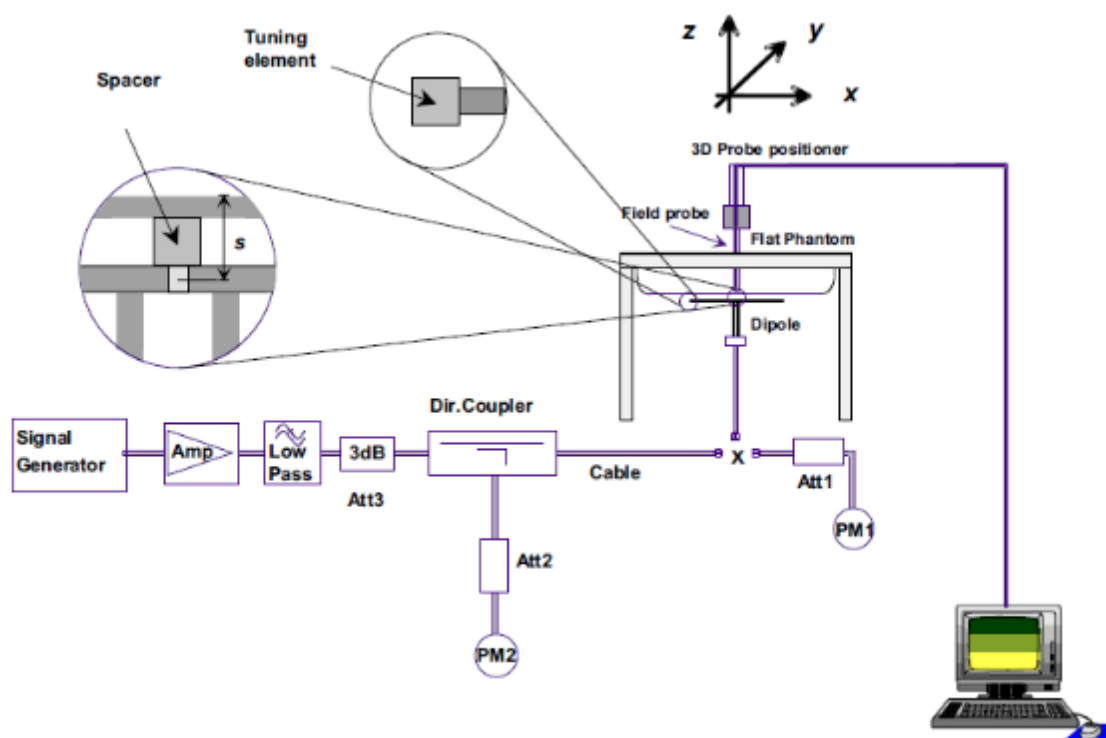 Tuning
element
Spacer
s
z
y
x
3D Probe positioner
Field probe
Flat Phantom
Dipole
Dir.Coupler
Signal
Generator
Amp
Low
Pass
3dB
Att3
Cable
x
Att1
PM1
Att2
PM2